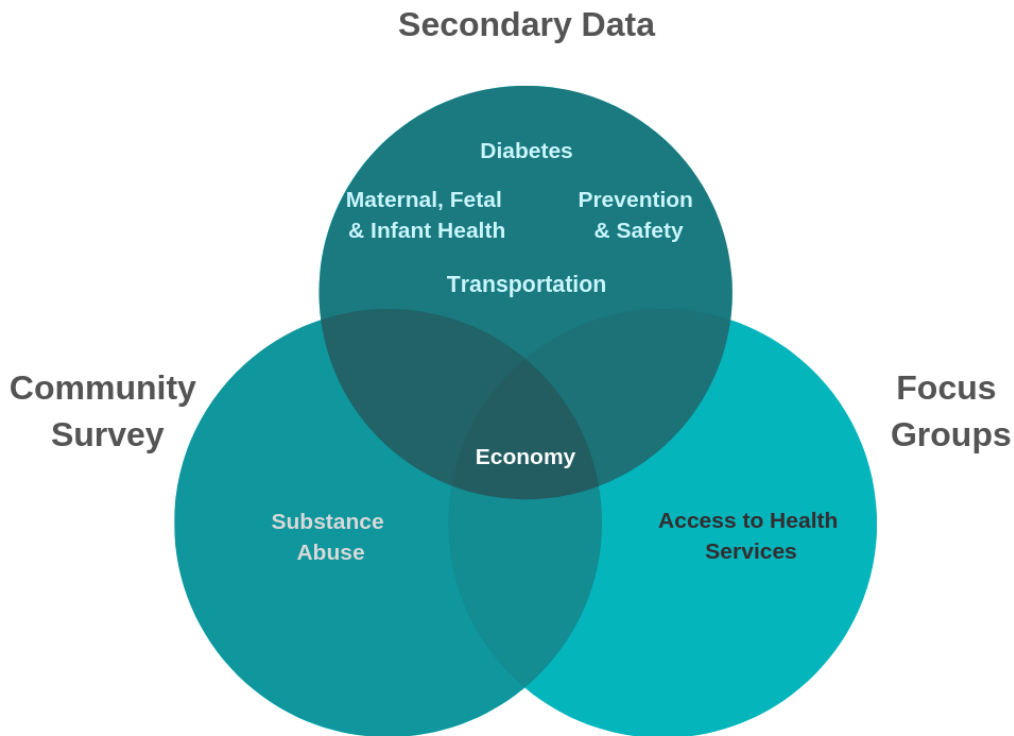 Secondary Data
Diabetes
Maternal, Fetal
& Infant Health
Prevention
& Safety
Transportation
Community
Survey
Focus
Groups
Economy
Substance
Abuse
Access to Health
Services